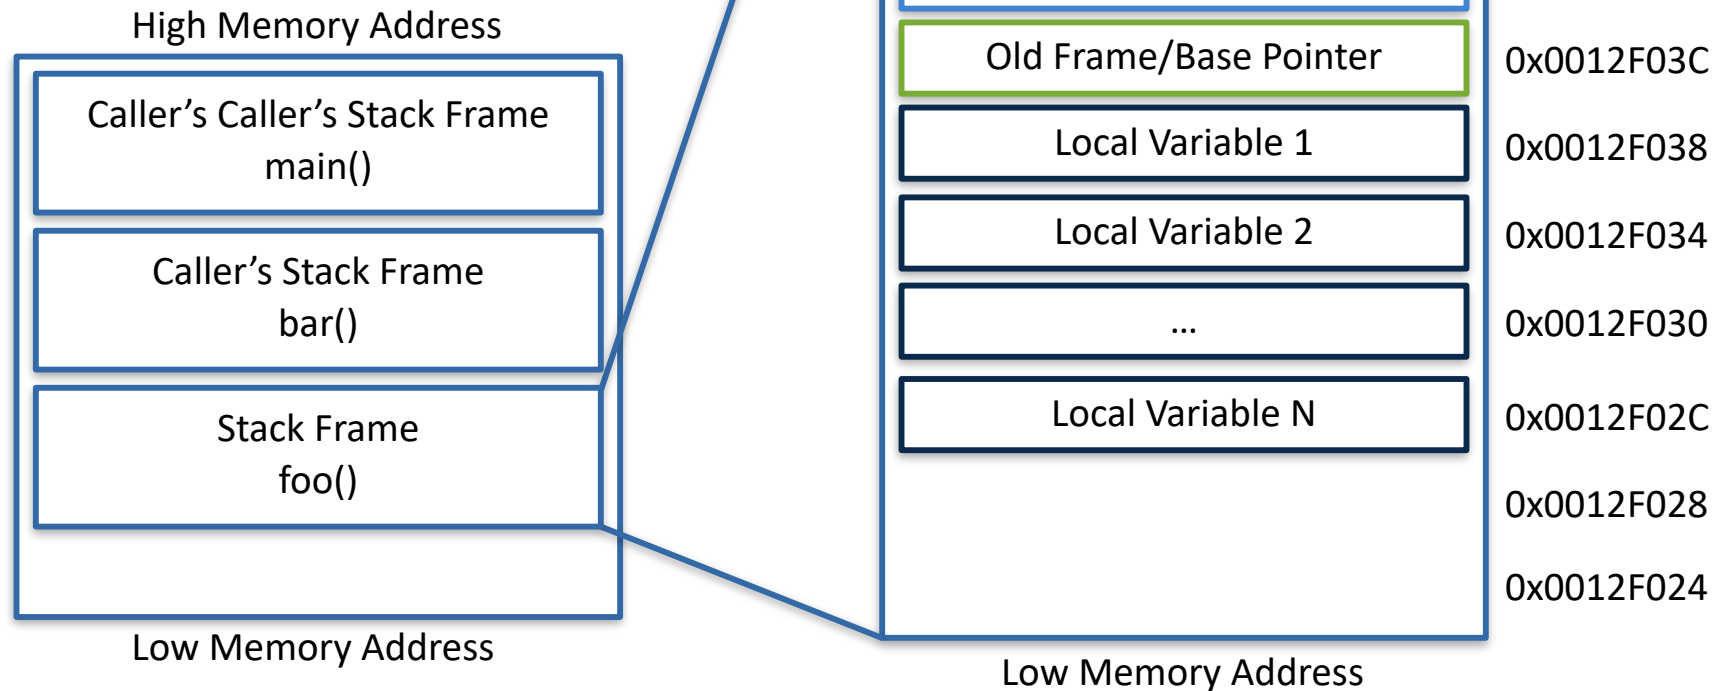 High Memory Address
Caller’s Caller’s Stack Frame
main()
Caller’s Stack Frame
bar()
Stack Frame
foo()
Low Memory Address
Old Frame/Base Pointer 0x0012F03C
Local Variable 1 0x0012F038
Local Variable 2 0x0012F034
... 0x0012F030
Local Variable N 0x0012F02C
0x0012F028
0x0012F024
Low Memory Address